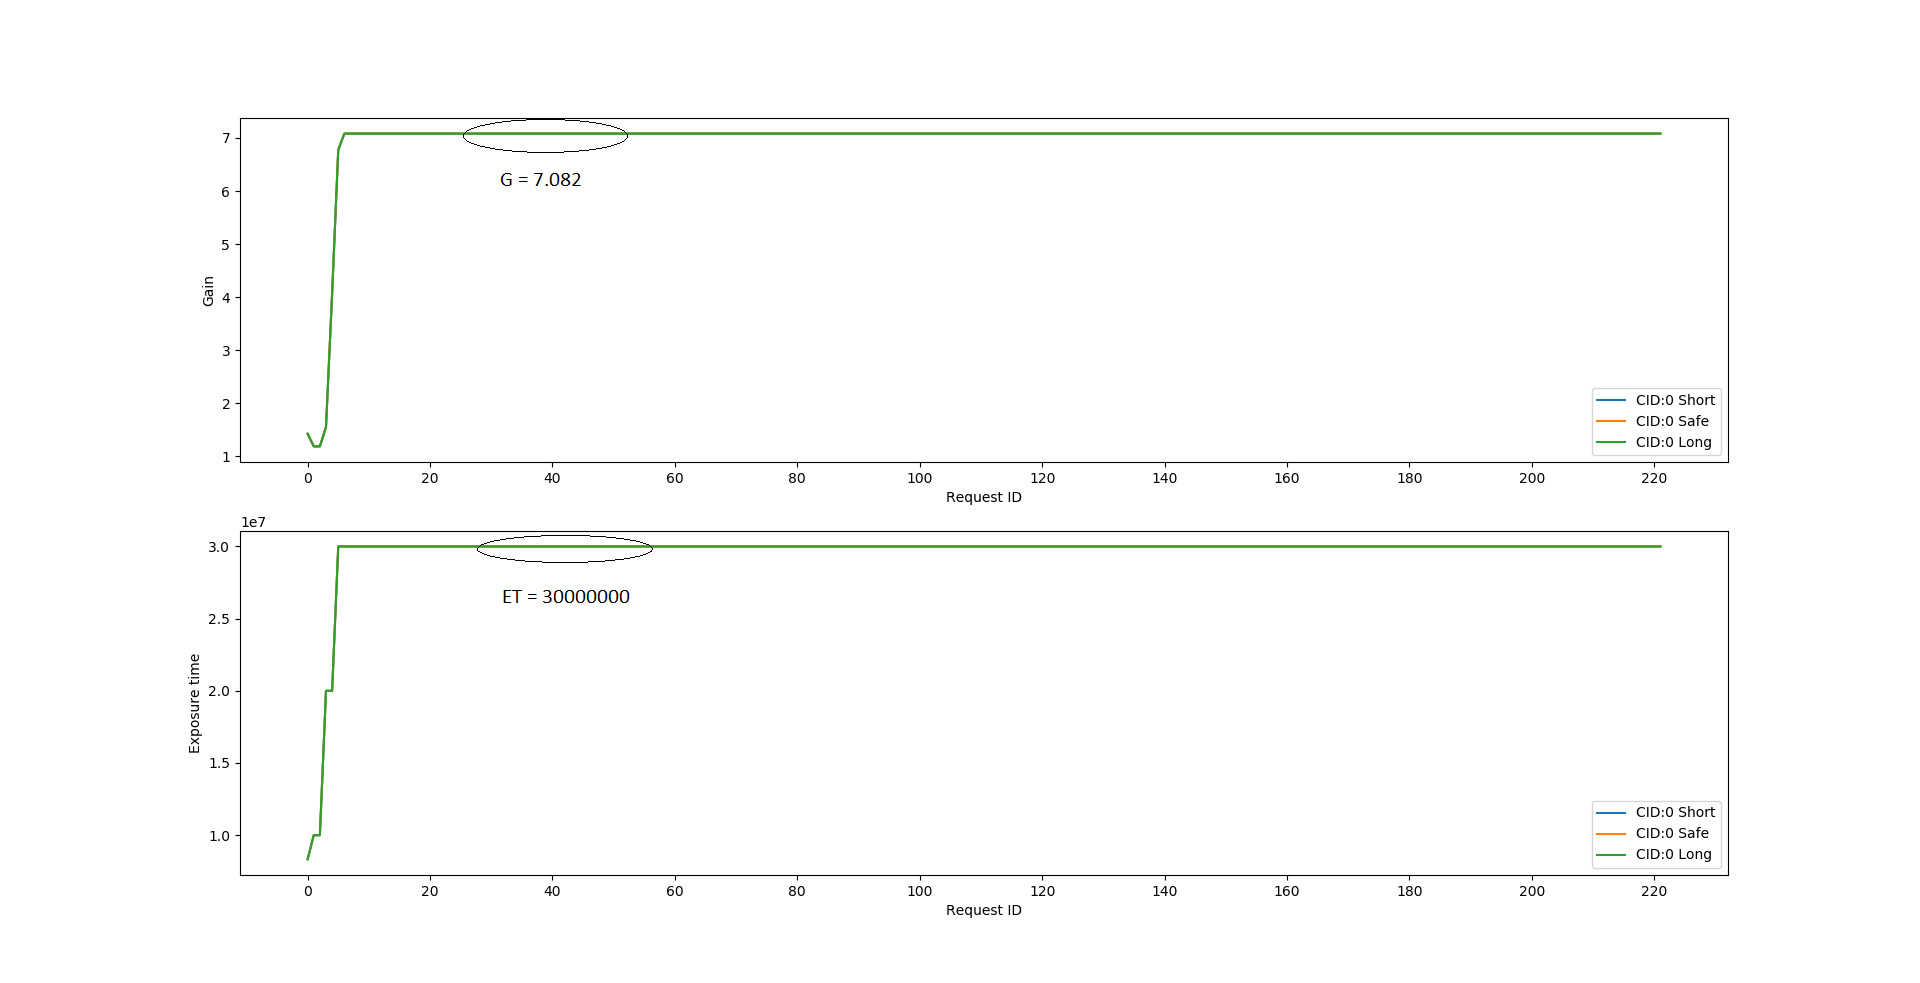 7
6
5
4
3
2
1
Gain
G = 7.082
CID:0 Short
CID:0 Safe
CID:0 Long
0 20 40 60 80 100 120 140 160 180 200 220
Request ID
1e7
3.0
2.5
2.0
1.5
1.0
Exposure time
ET = 30000000
CID:0 Short
CID:0 Safe
CID:0 Long
0 20 40 60 80 100 120 140 160 180 200 220
Request ID